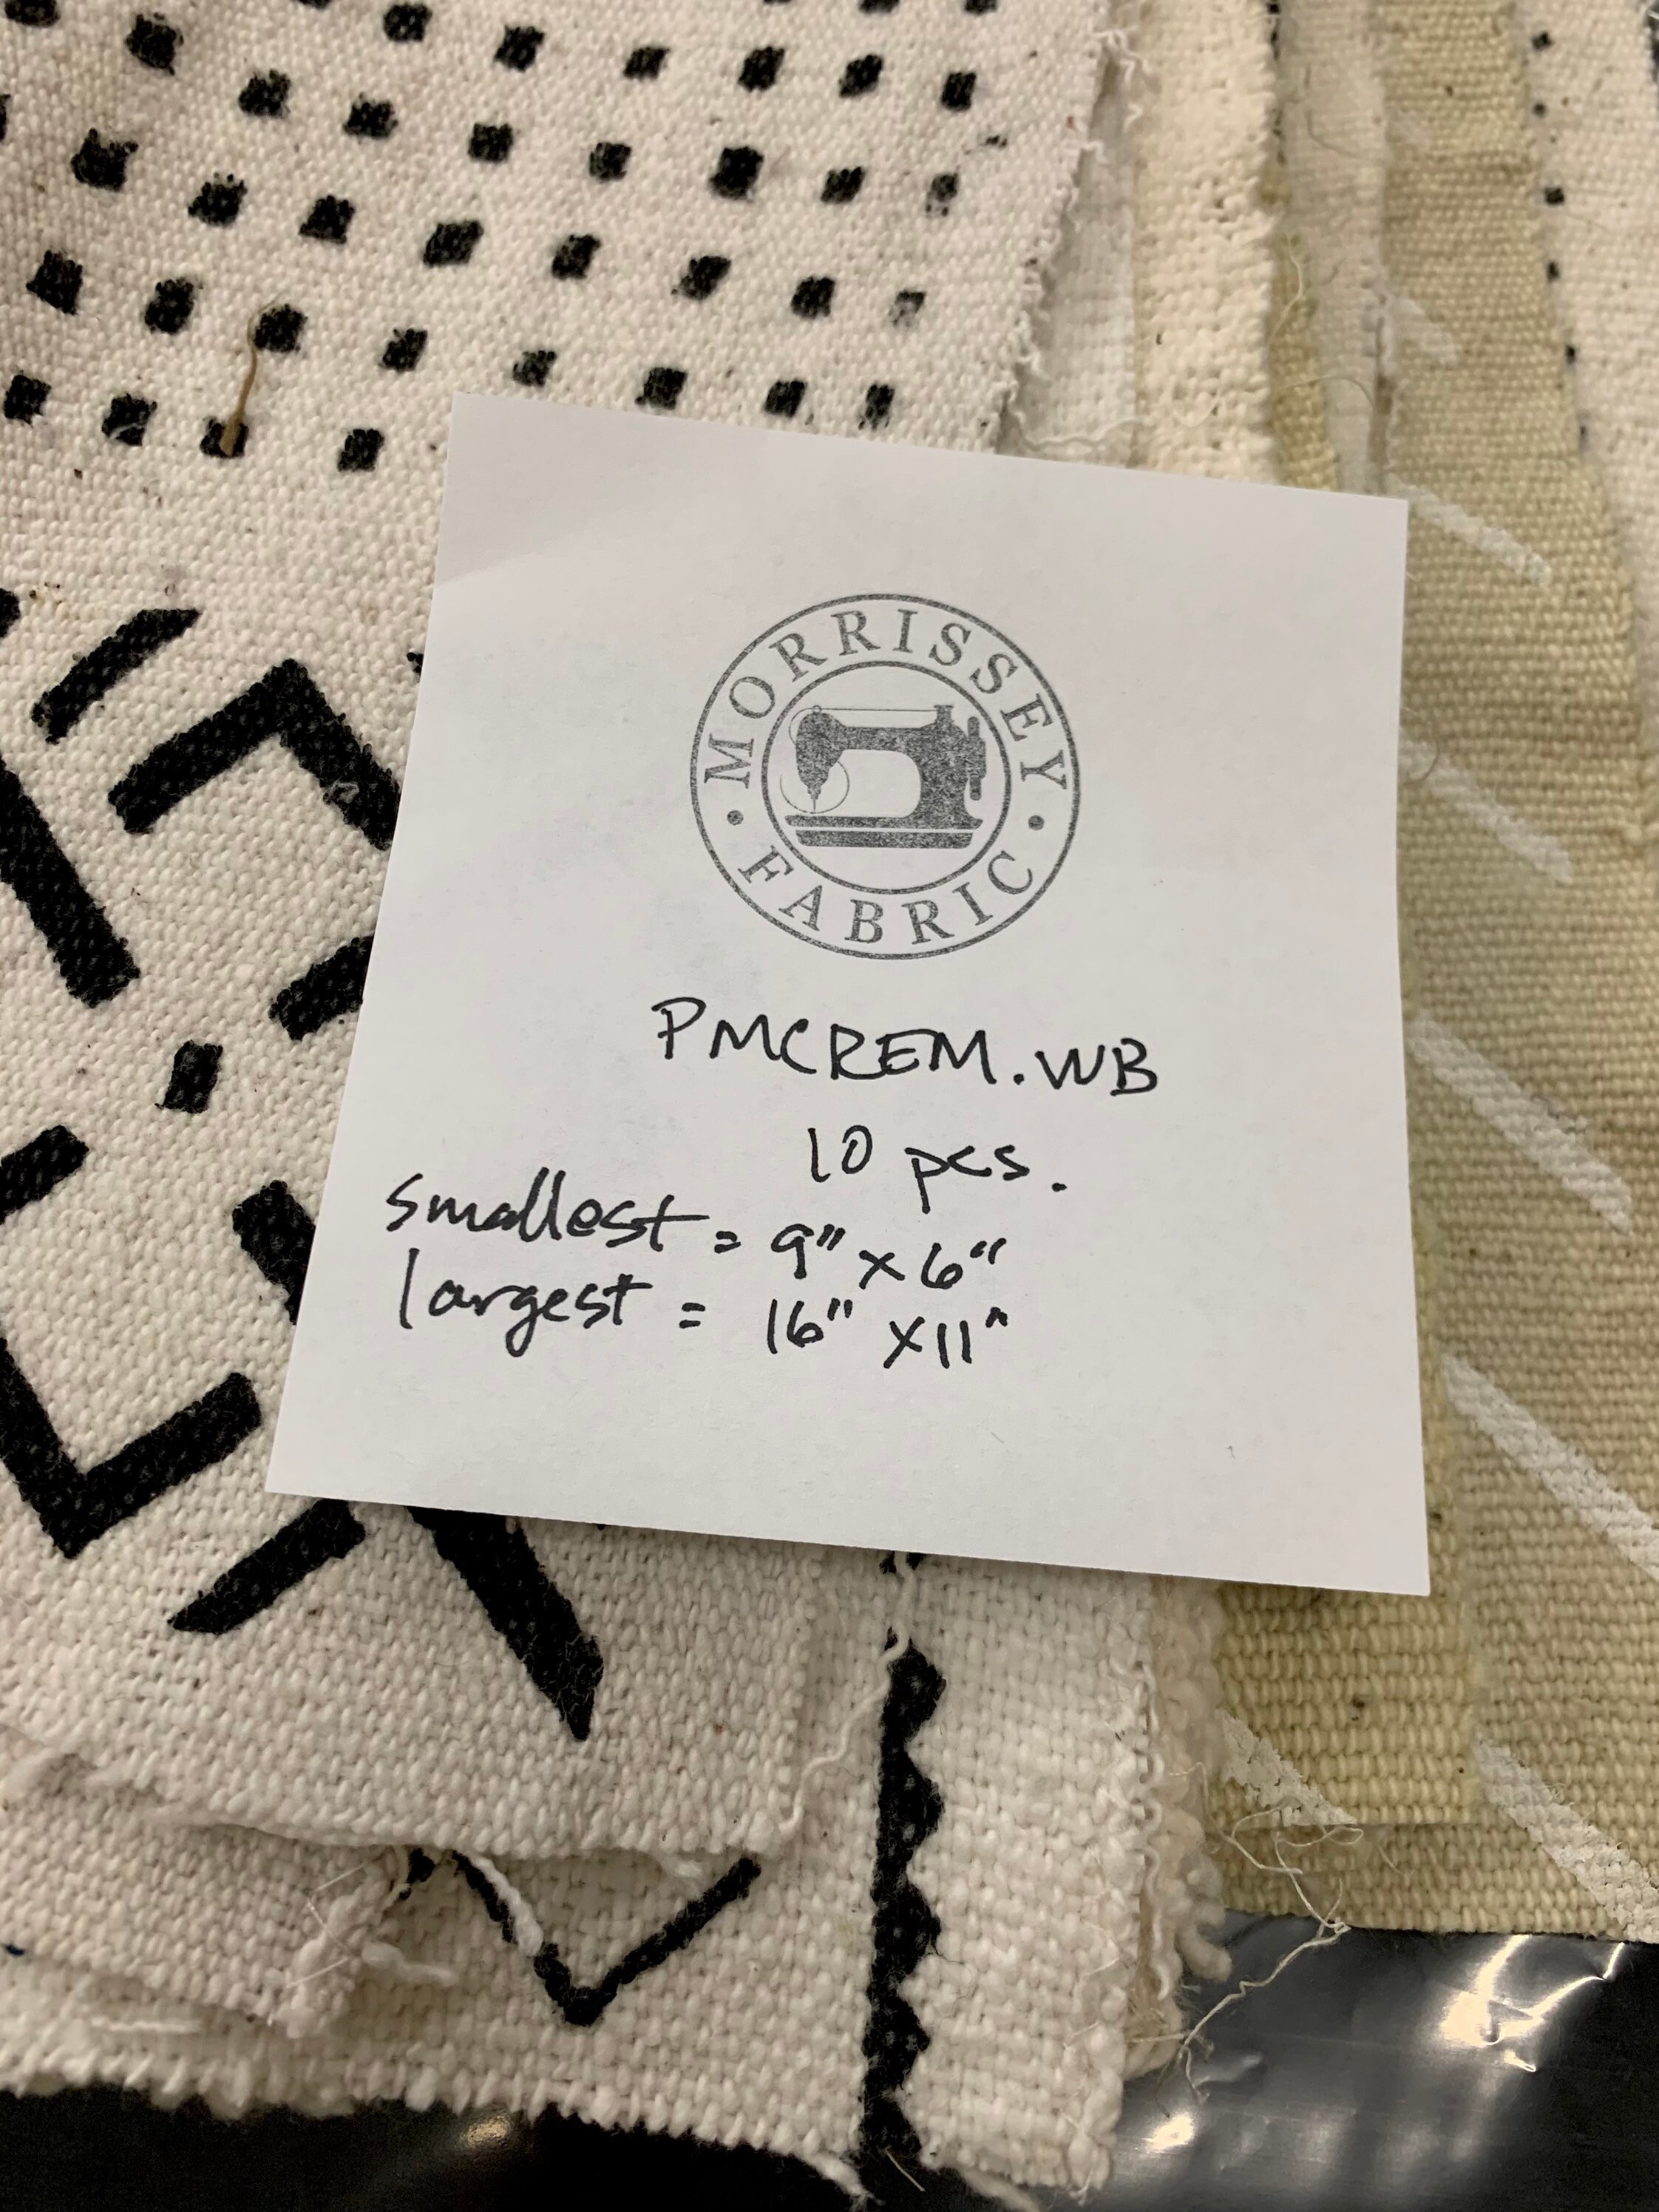 MORRISSEY
FABRIC
PMCREM.WB
10 pcs.
smallest = 9" x 6"
largest = 16" x 11"